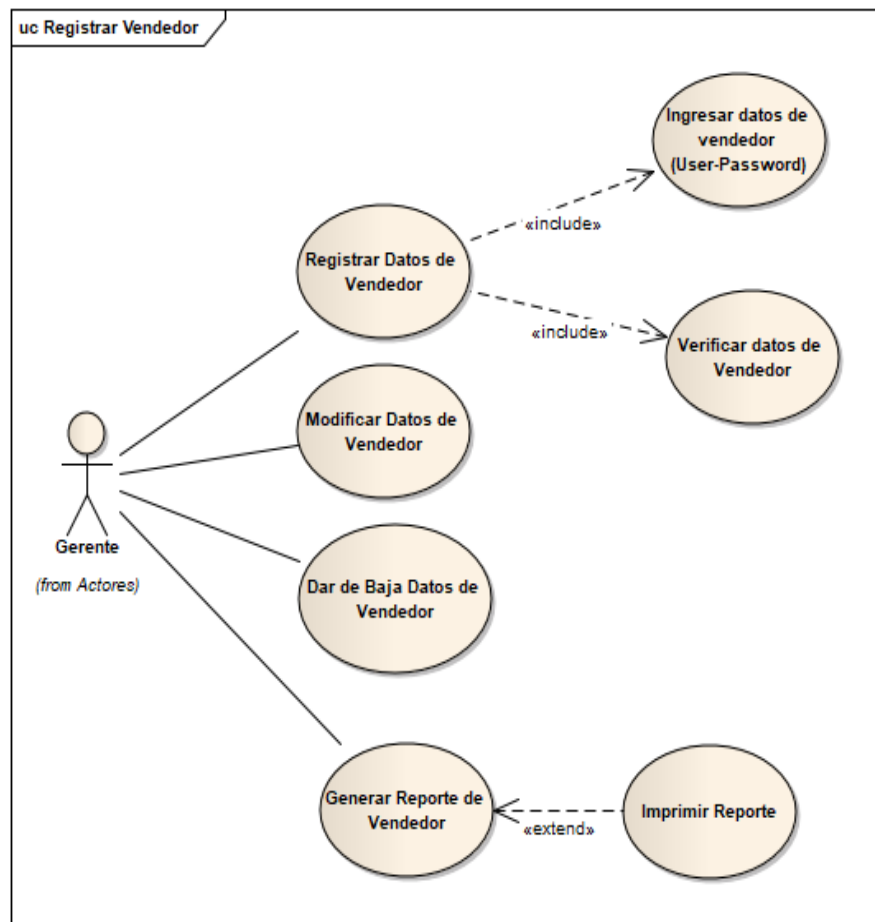 uc Registrar Vendedor
Ingresar datos de
vendedor
(User-Password)
«include»
Registrar Datos de
Vendedor
«include»
Verificar datos de
Vendedor
Modificar Datos de
Vendedor
Gerente
(from Actores)
Dar de Baja Datos de
Vendedor
Generar Reporte de
Vendedor
«extend»
Imprimir Reporte